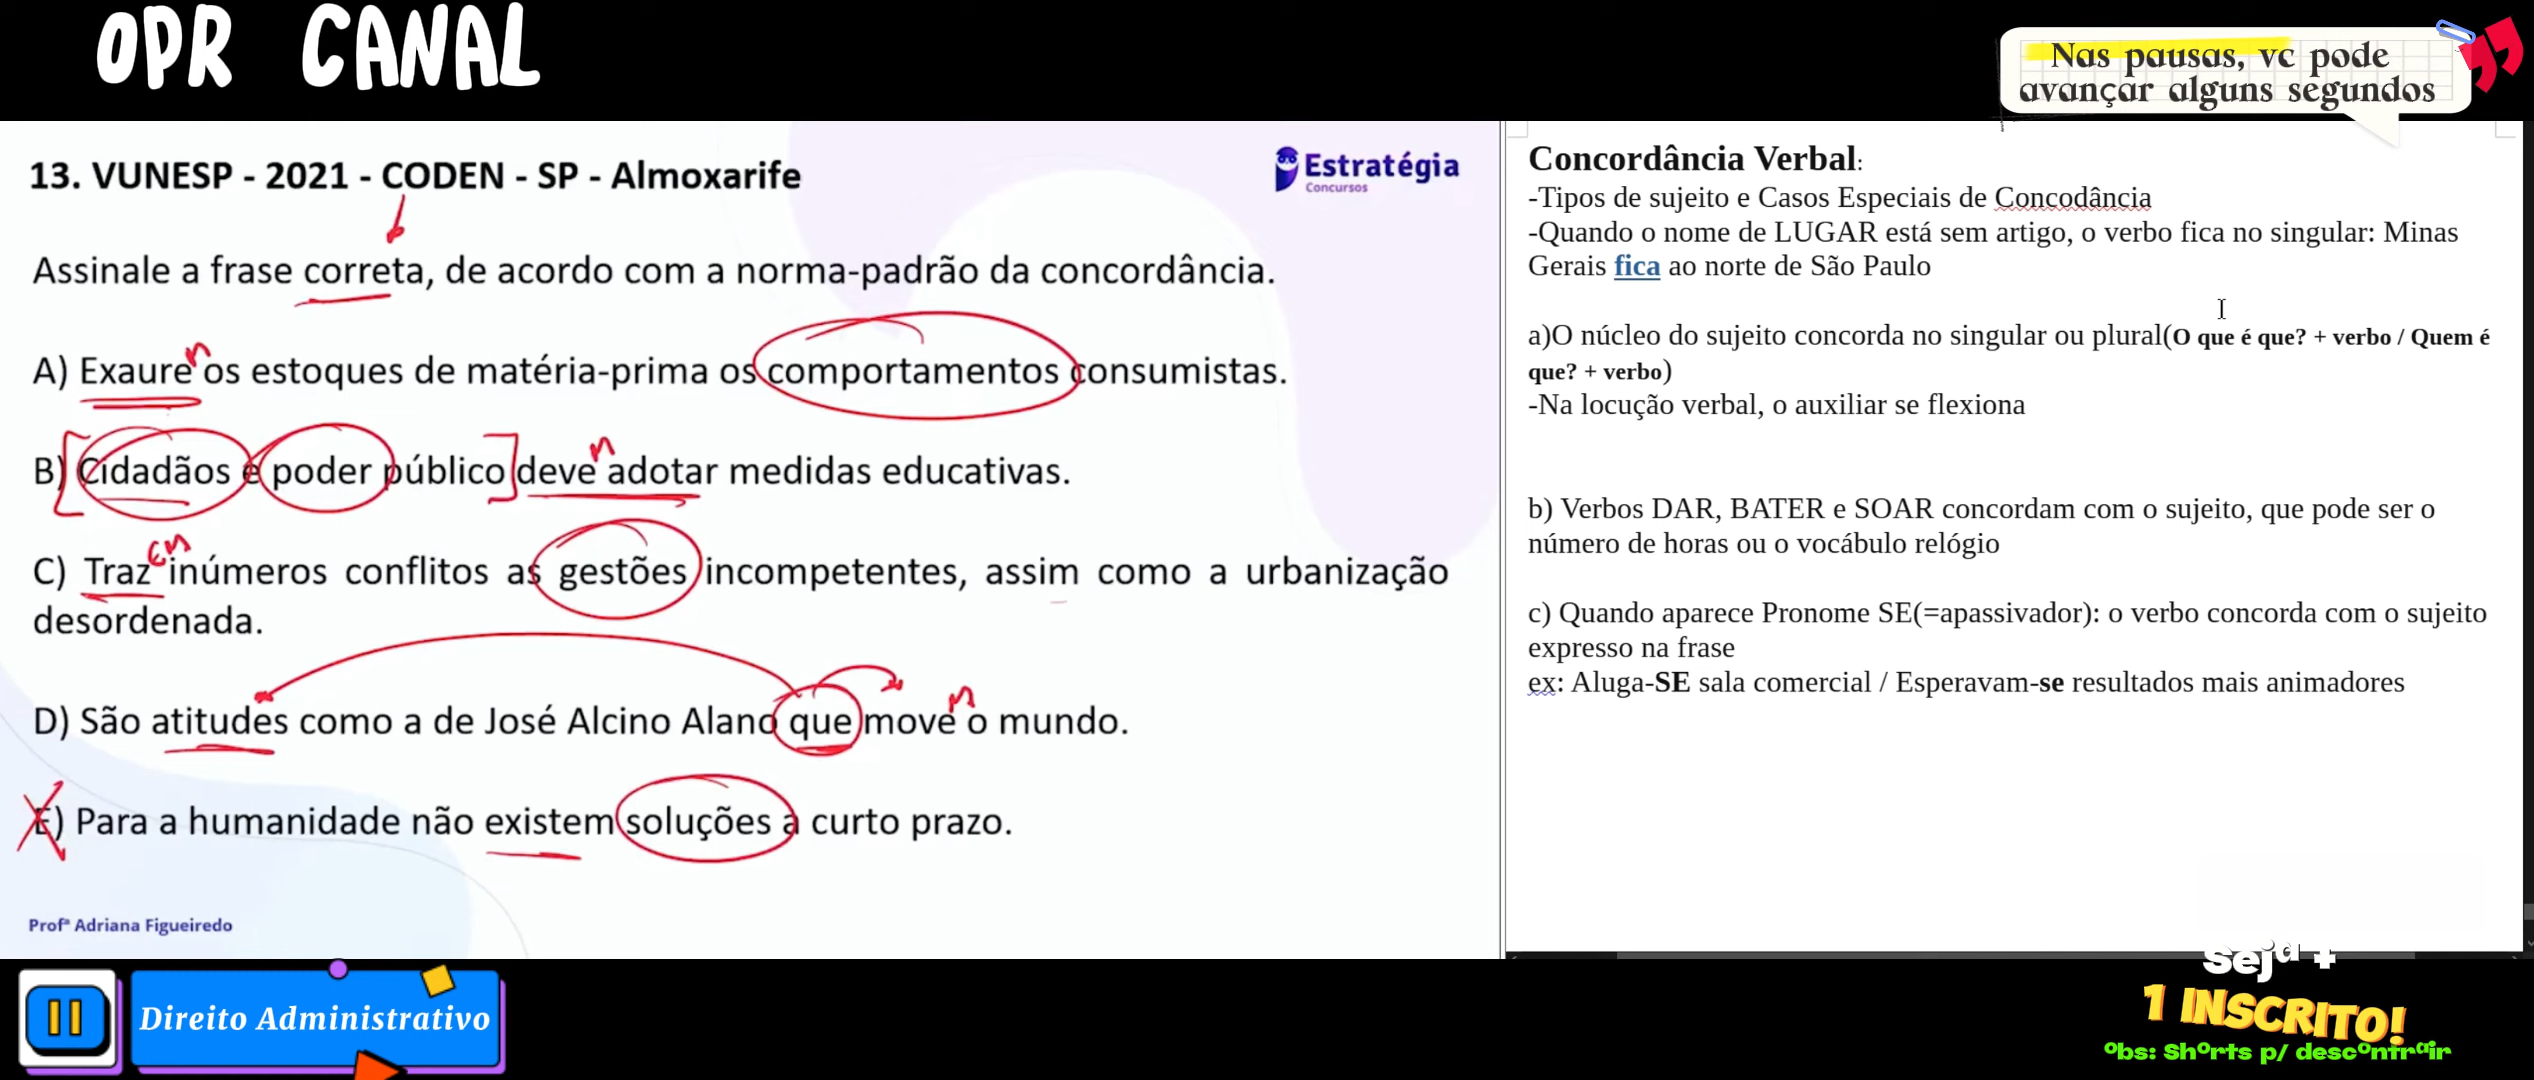 OPR CANAL
Nas pausas, vc pode
avançar alguns segundos
13. VUNESP - 2021 - CODEN - SP - Almoxarife
Estratégia
Concursos
Assinale a frase correta, de acordo com a norma-padrão da concordância.
A) Exaure os estoques de matéria-prima os comportamentos consumistas.
n
B) Cidadãos e poder público deve adotar medidas educativas.
n
C) Traz inúmeros conflitos as gestões incompetentes, assim como a urbanização
em
desordenada.
D) São atitudes como a de José Alcino Alano que move o mundo.
m
E) Para a humanidade não existem soluções a curto prazo.
Profª Adriana Figueiredo
Concordância Verbal:
-Tipos de sujeito e Casos Especiais de Concodância
-Quando o nome de LUGAR está sem artigo, o verbo fica no singular: Minas
Gerais fica ao norte de São Paulo
a)O núcleo do sujeito concorda no singular ou plural(O que é que? + verbo / Quem é
que? + verbo)
-Na locução verbal, o auxiliar se flexiona
b) Verbos DAR, BATER e SOAR concordam com o sujeito, que pode ser o
número de horas ou o vocábulo relógio
c) Quando aparece Pronome SE(=apassivador): o verbo concorda com o sujeito
expresso na frase
ex: Aluga-SE sala comercial / Esperavam-se resultados mais animadores
Direito Administrativo
Seja +
1 INSCRITO!
obs: Shorts p/ descontrair